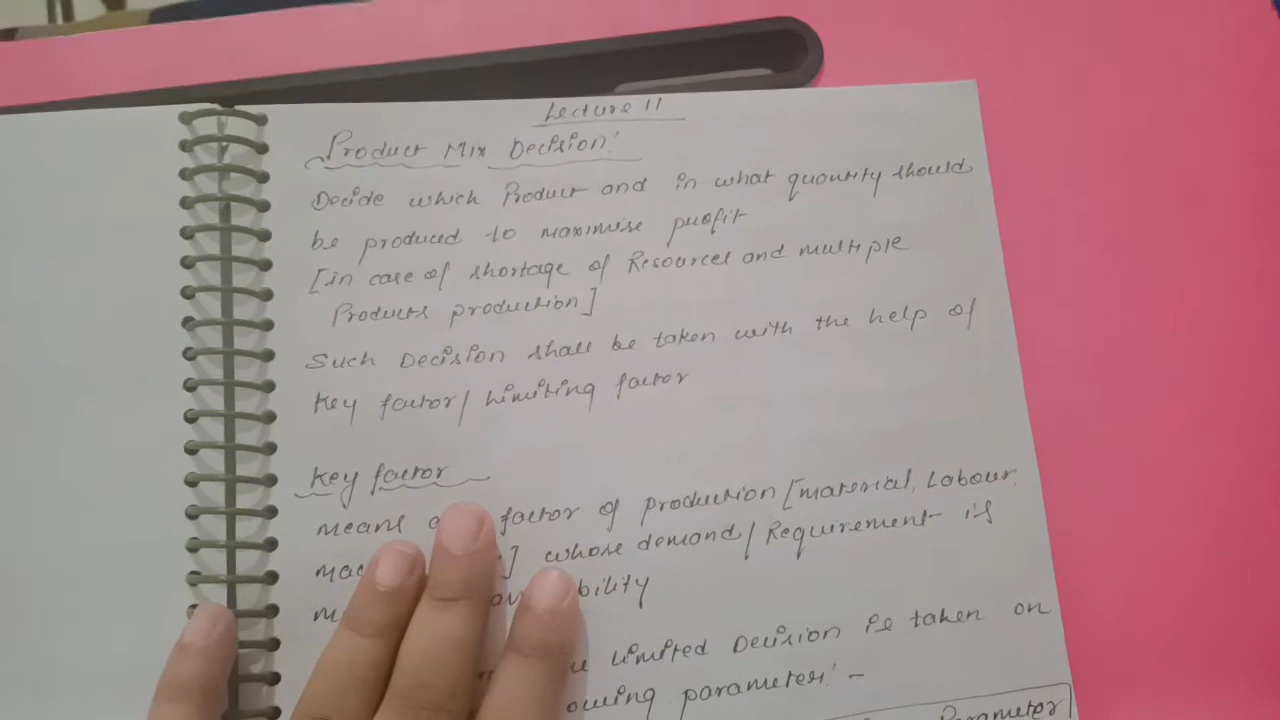 Lecture 11
Product Mix Decision:
Decide which Product and in what quantity should
be produced to maximise profit
[in case of shortage of Resources and multiple
Products production]
Such Decision shall be taken with the help of
Key factor/Limiting factor
Key factor
means factor of production [material, Labour,
] whose demand/Requirement is
limited Decision is taken on
parameters:-
Parameter